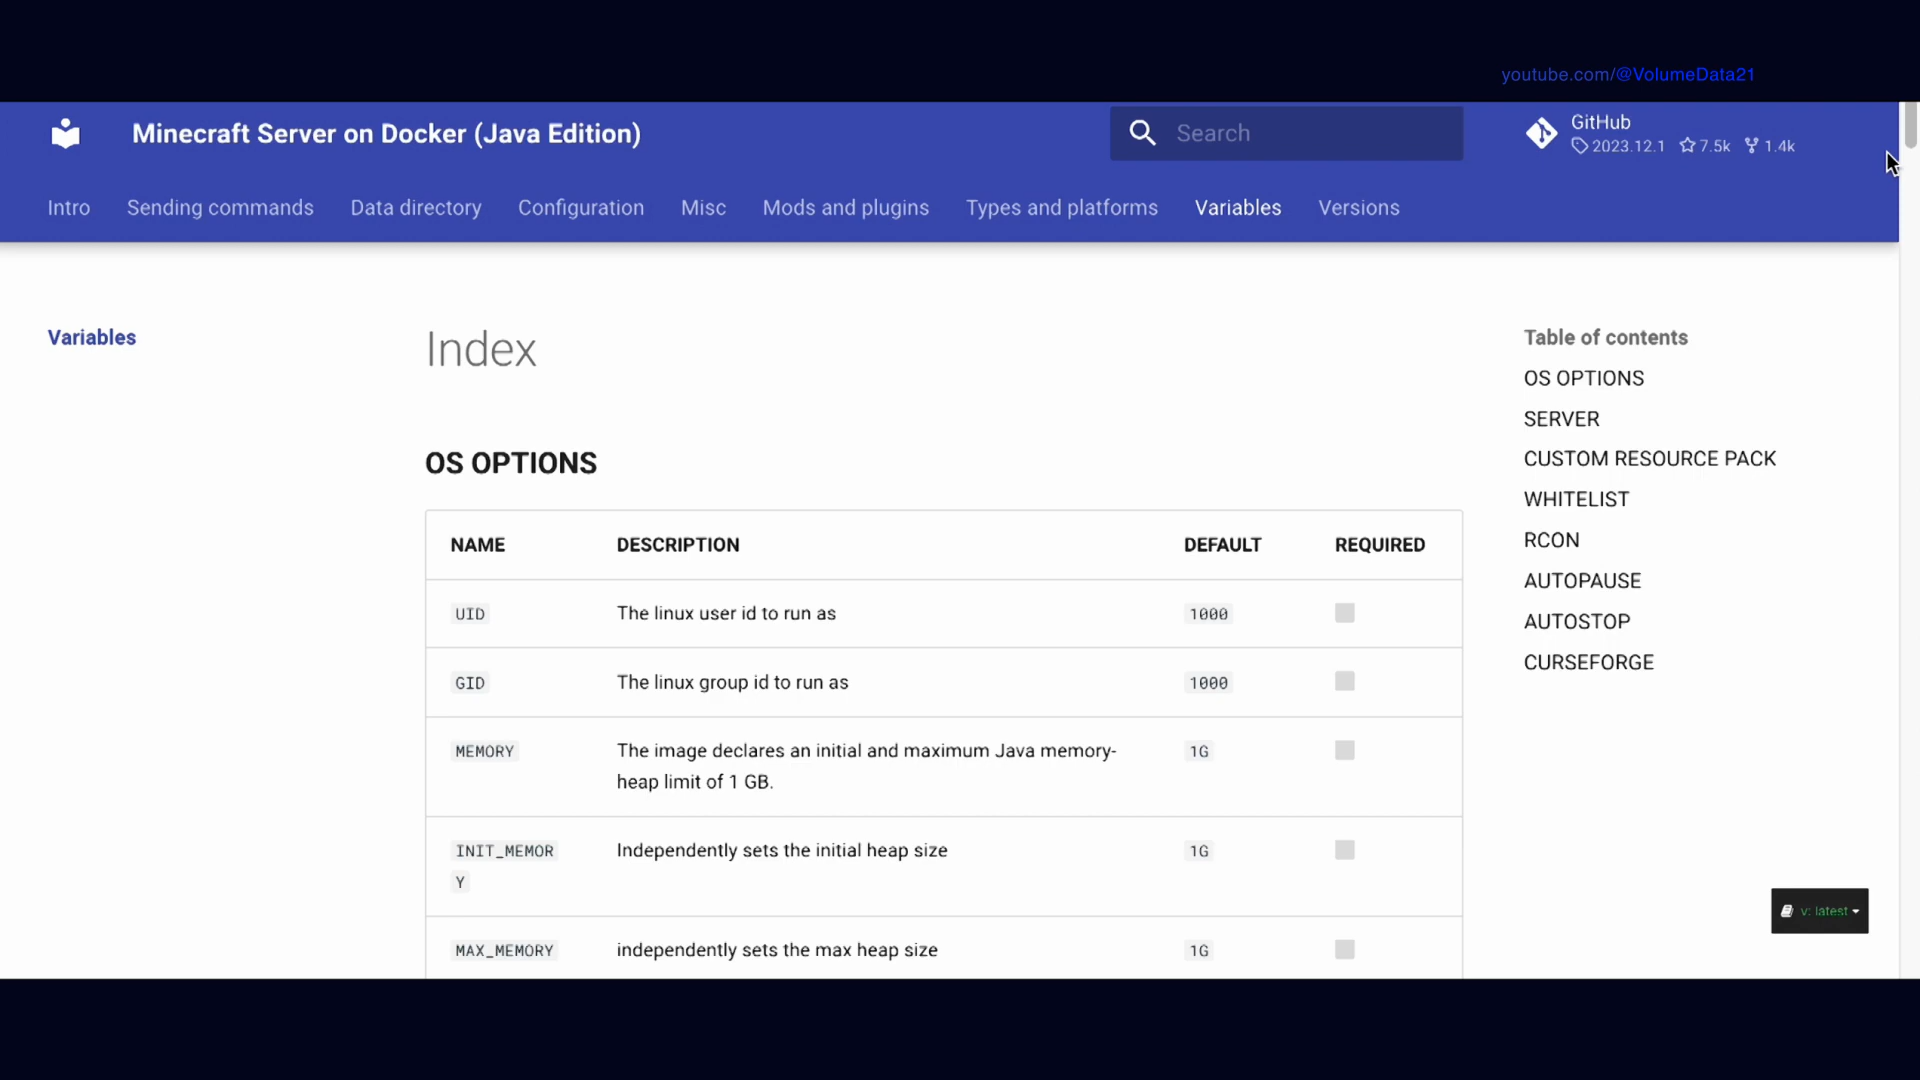 youtube.com/@VolumeData21
Minecraft Server on Docker (Java Edition)
Search
GitHub
2023.12.1 7.5k 1.4k
Intro Sending commands Data directory Configuration Misc Mods and plugins Types and platforms Variables Versions
Variables
Index
OS OPTIONS
NAME DESCRIPTION DEFAULT REQUIRED
UID The linux user id to run as 1000
GID The linux group id to run as 1000
MEMORY The image declares an initial and maximum Java memory-
heap limit of 1 GB. 1G
INIT_MEMOR
Y Independently sets the initial heap size 1G
MAX_MEMORY independently sets the max heap size 1G
Table of contents
OS OPTIONS
SERVER
CUSTOM RESOURCE PACK
WHITELIST
RCON
AUTOPAUSE
AUTOSTOP
CURSEFORGE
v: latest